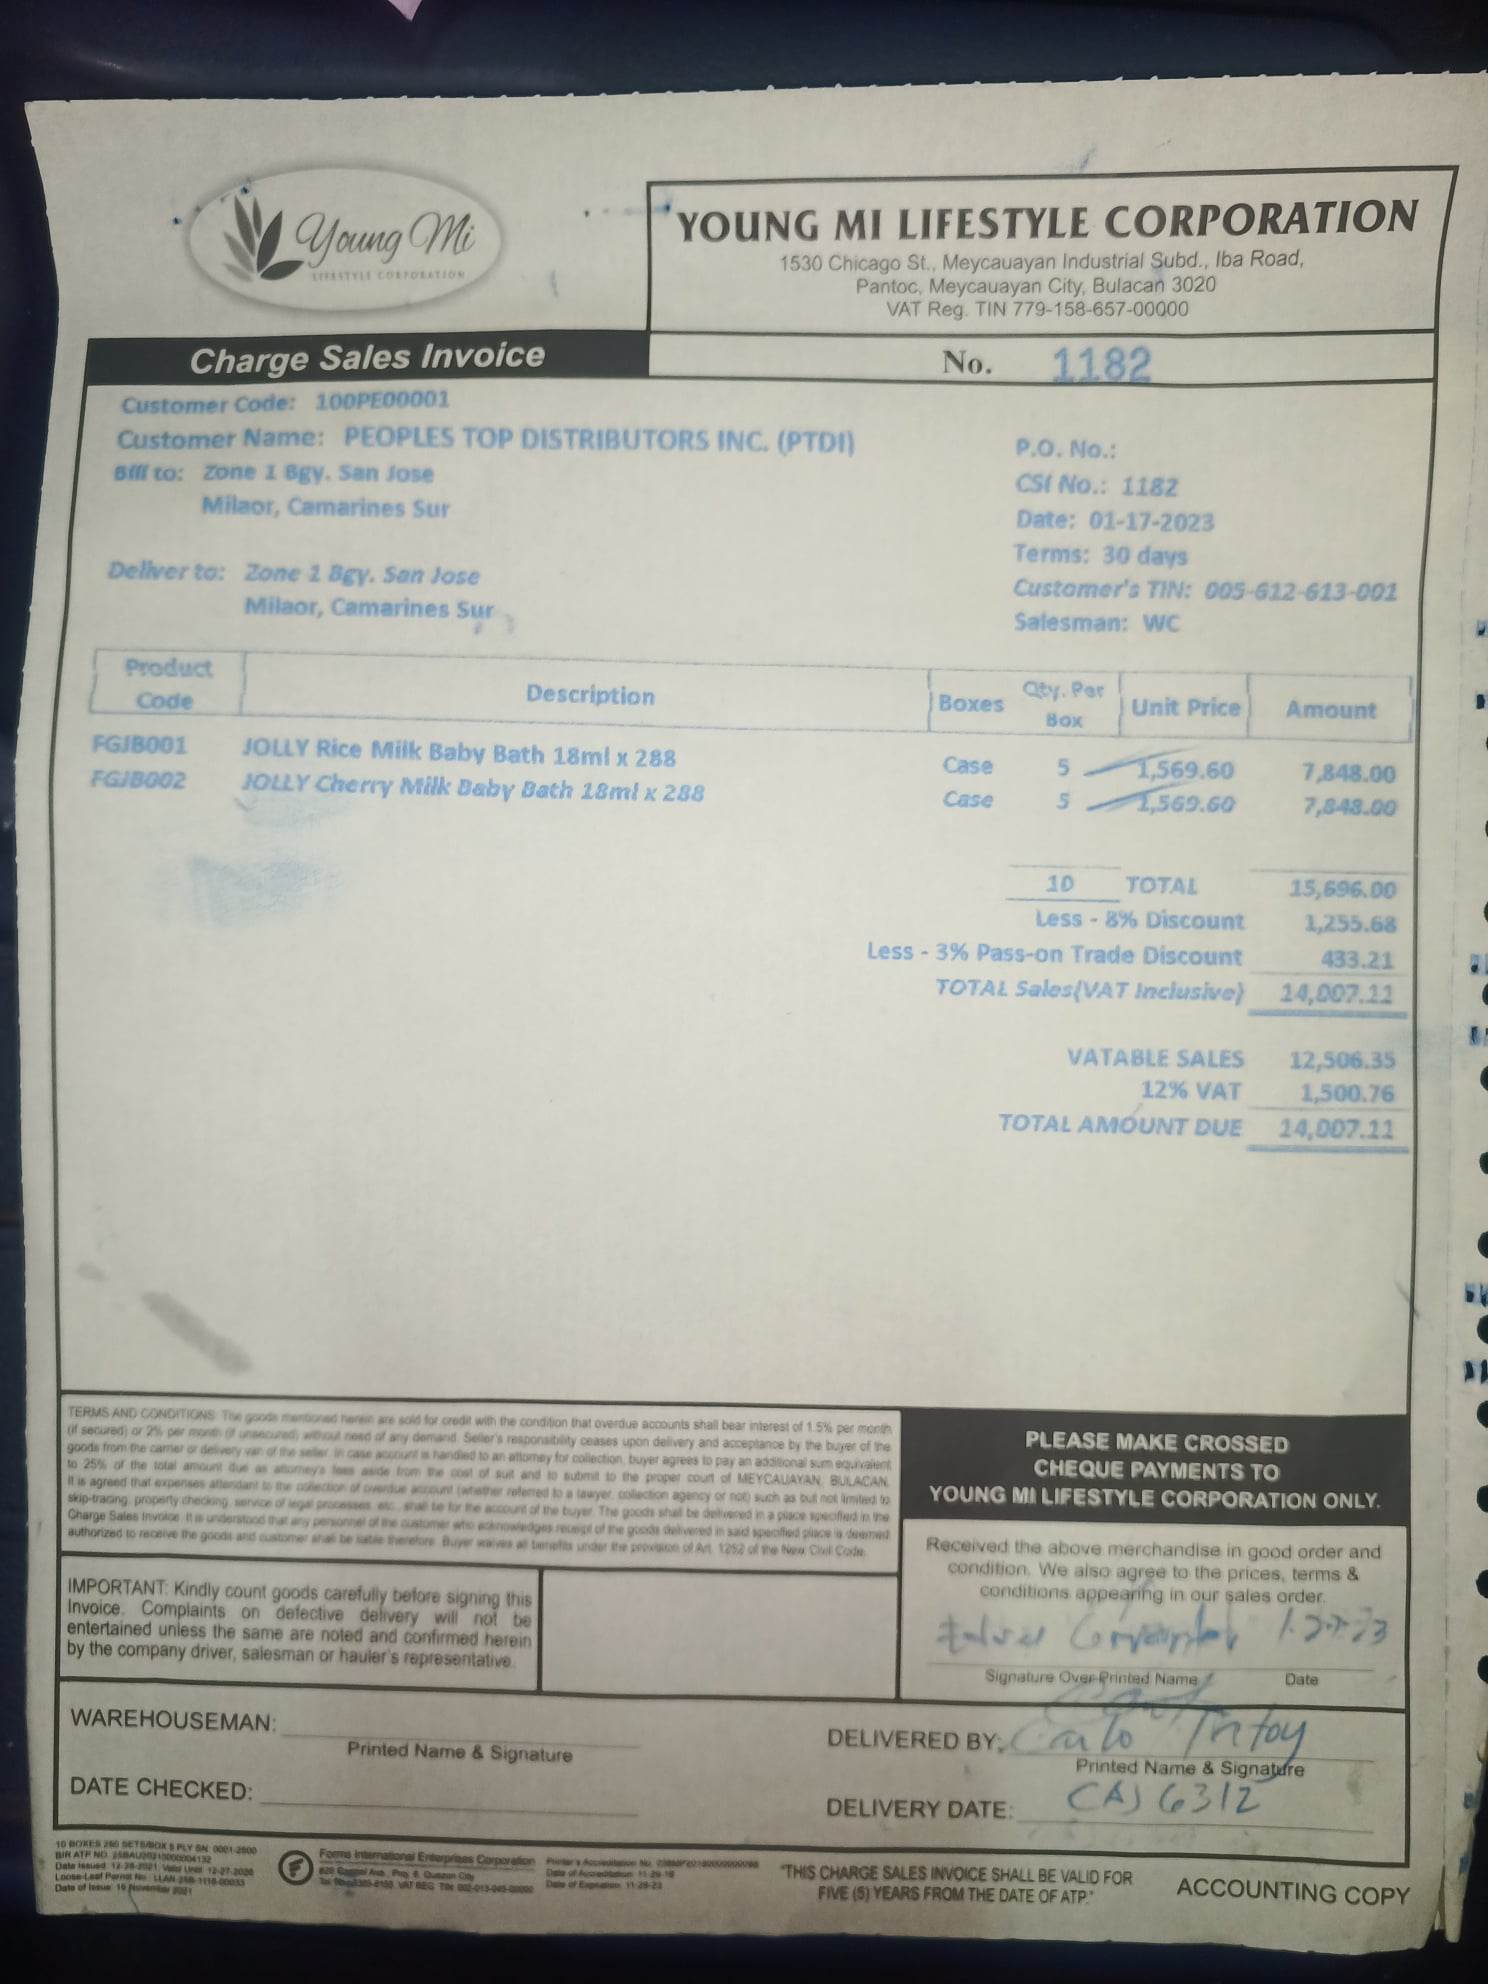 Young Mi
LIFESTYLE CORPORATION
YOUNG MI LIFESTYLE CORPORATION
1530 Chicago St., Meycauayan Industrial Subd., Iba Road,
Pantoc, Meycauayan City, Bulacan 3020
VAT Reg. TIN 779-158-657-00000
Charge Sales Invoice
No. 1182
Customer Code: 100PE00001
Customer Name: PEOPLES TOP DISTRIBUTORS INC. (PTDI)
Bill to: Zone 1 Bgy. San Jose
Milaor, Camarines Sur
Deliver to: Zone 1 Bgy. San Jose
Milaor, Camarines Sur
P.O. No.:
CSI No.: 1182
Date: 01-17-2023
Terms: 30 days
Customer's TIN: 005-612-613-001
Salesman: WC
Product Code Description Boxes Qty. Per Box Unit Price Amount
FGJB001 JOLLY Rice Milk Baby Bath 18ml x 288 Case 5 1,569.60 7,848.00
FGJB002 JOLLY Cherry Milk Baby Bath 18ml x 288 Case 5 1,569.60 7,848.00
10 TOTAL 15,696.00
Less - 8% Discount 1,255.68
Less - 3% Pass-on Trade Discount 433.21
TOTAL Sales(VAT Inclusive) 14,007.11
VATABLE SALES 12,506.35
12% VAT 1,500.76
TOTAL AMOUNT DUE 14,007.11
TERMS AND CONDITIONS: The goods mentioned herein are sold for credit with the condition that overdue accounts shall bear interest of 1.5% per month
(if secured) or 2% per month (if unsecured) without need of any demand. Seller's responsibility ceases upon delivery and acceptance by the buyer of the
goods from the carrier or delivery van of the seller. In case account is handled to an attorney for collection, buyer agrees to pay an additional sum equivalent
to 25% of the total amount due as attorney's fees aside from the cost of suit and to submit to the proper court of MEYCAUAYAN, BULACAN.
It is agreed that expenses attendant to the collection of overdue account (whether referred to a lawyer, collection agency or not) such as but not limited to
skip-tracing, property checking, service of legal processes, etc., shall be for the account of the buyer. The goods shall be delivered in a place specified in the
Charge Sales Invoice. It is understood that any personnel of the customer who acknowledges receipt of the goods delivered in said specified place is deemed
authorized to receive the goods and customer shall be liable therefore. Buyer waives all benefits under the provision of Art. 1252 of the New Civil Code.
PLEASE MAKE CROSSED
CHEQUE PAYMENTS TO
YOUNG MI LIFESTYLE CORPORATION ONLY.
IMPORTANT: Kindly count goods carefully before signing this
Invoice. Complaints on defective delivery will not be
entertained unless the same are noted and confirmed herein
by the company driver, salesman or hauler's representative.
Received the above merchandise in good order and
condition. We also agree to the prices, terms &
conditions appearing in our sales order.
Signature Over Printed Name Date
WAREHOUSEMAN:
Printed Name & Signature
DATE CHECKED:
DELIVERED BY:
Printed Name & Signature
DELIVERY DATE: CAJ 6312
10 BOXES 260 SETS/BOX 5 PLY SN: 0001-2600
Date Issued: 12-28-2021, Valid Until: 12-27-2026
Loose-Leaf Permit No.: LLAN-25B-1118-00033
Date of Issue: 19 November 2021
Forms International Enterprises Corporation
Date of Accreditation: 11-29-18
Date of Expiration: 11-28-23
"THIS CHARGE SALES INVOICE SHALL BE VALID FOR
FIVE (5) YEARS FROM THE DATE OF ATP."
ACCOUNTING COPY